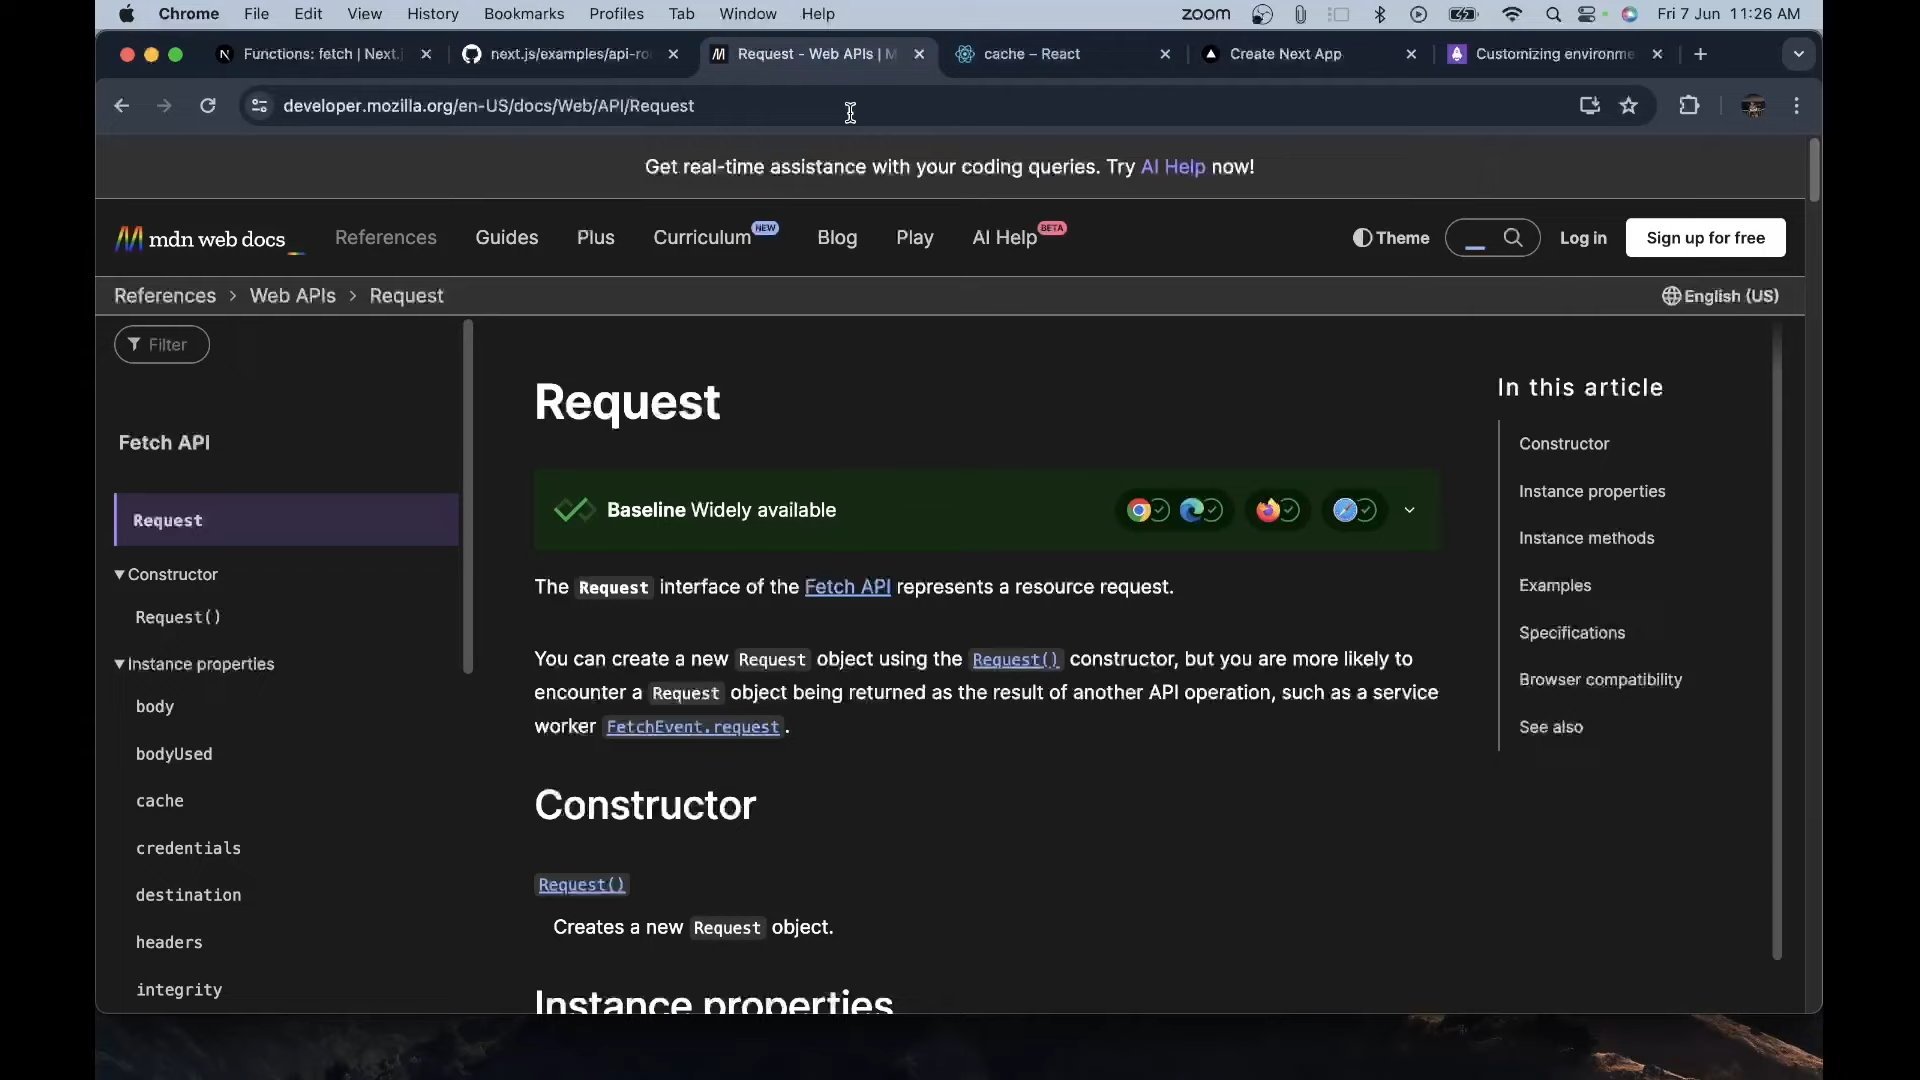 Chrome File Edit View History Bookmarks Profiles Tab Window Help zoom Fri 7 Jun 11:26 AM
Functions: fetch | Next.j next.js/examples/api-ro Request - Web APIs | M cache – React Create Next App Customizing environme
developer.mozilla.org/en-US/docs/Web/API/Request
Get real-time assistance with your coding queries. Try AI Help now!
mdn web docs References Guides Plus Curriculum NEW Blog Play AI Help BETA Theme Log in Sign up for free
References > Web APIs > Request English (US)
Filter
Fetch API
Request
Constructor
Request()
Instance properties
body
bodyUsed
cache
credentials
destination
headers
integrity
Request
Baseline Widely available
The Request interface of the Fetch API represents a resource request.
You can create a new Request object using the Request() constructor, but you are more likely to
encounter a Request object being returned as the result of another API operation, such as a service
worker FetchEvent.request.
Constructor
Request()
Creates a new Request object.
Instance properties
In this article
Constructor
Instance properties
Instance methods
Examples
Specifications
Browser compatibility
See also